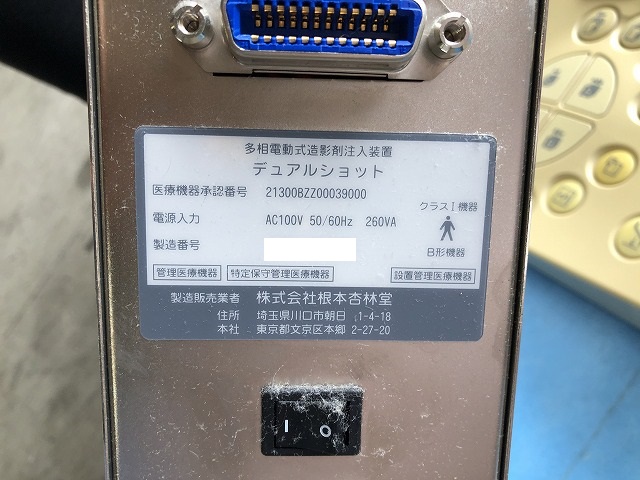 多相電動式造影剤注入装置
デュアルショット
医療機器承認番号 21300BZZ00039000
電源入力 AC100V 50/60Hz 260VA
クラスⅠ機器
製造番号
B形機器
管理医療機器 特定保守管理医療機器 設置管理医療機器
製造販売業者 株式会社根本杏林堂
住所 埼玉県川口市朝日 1-4-18
本社 東京都文京区本郷 2-27-20